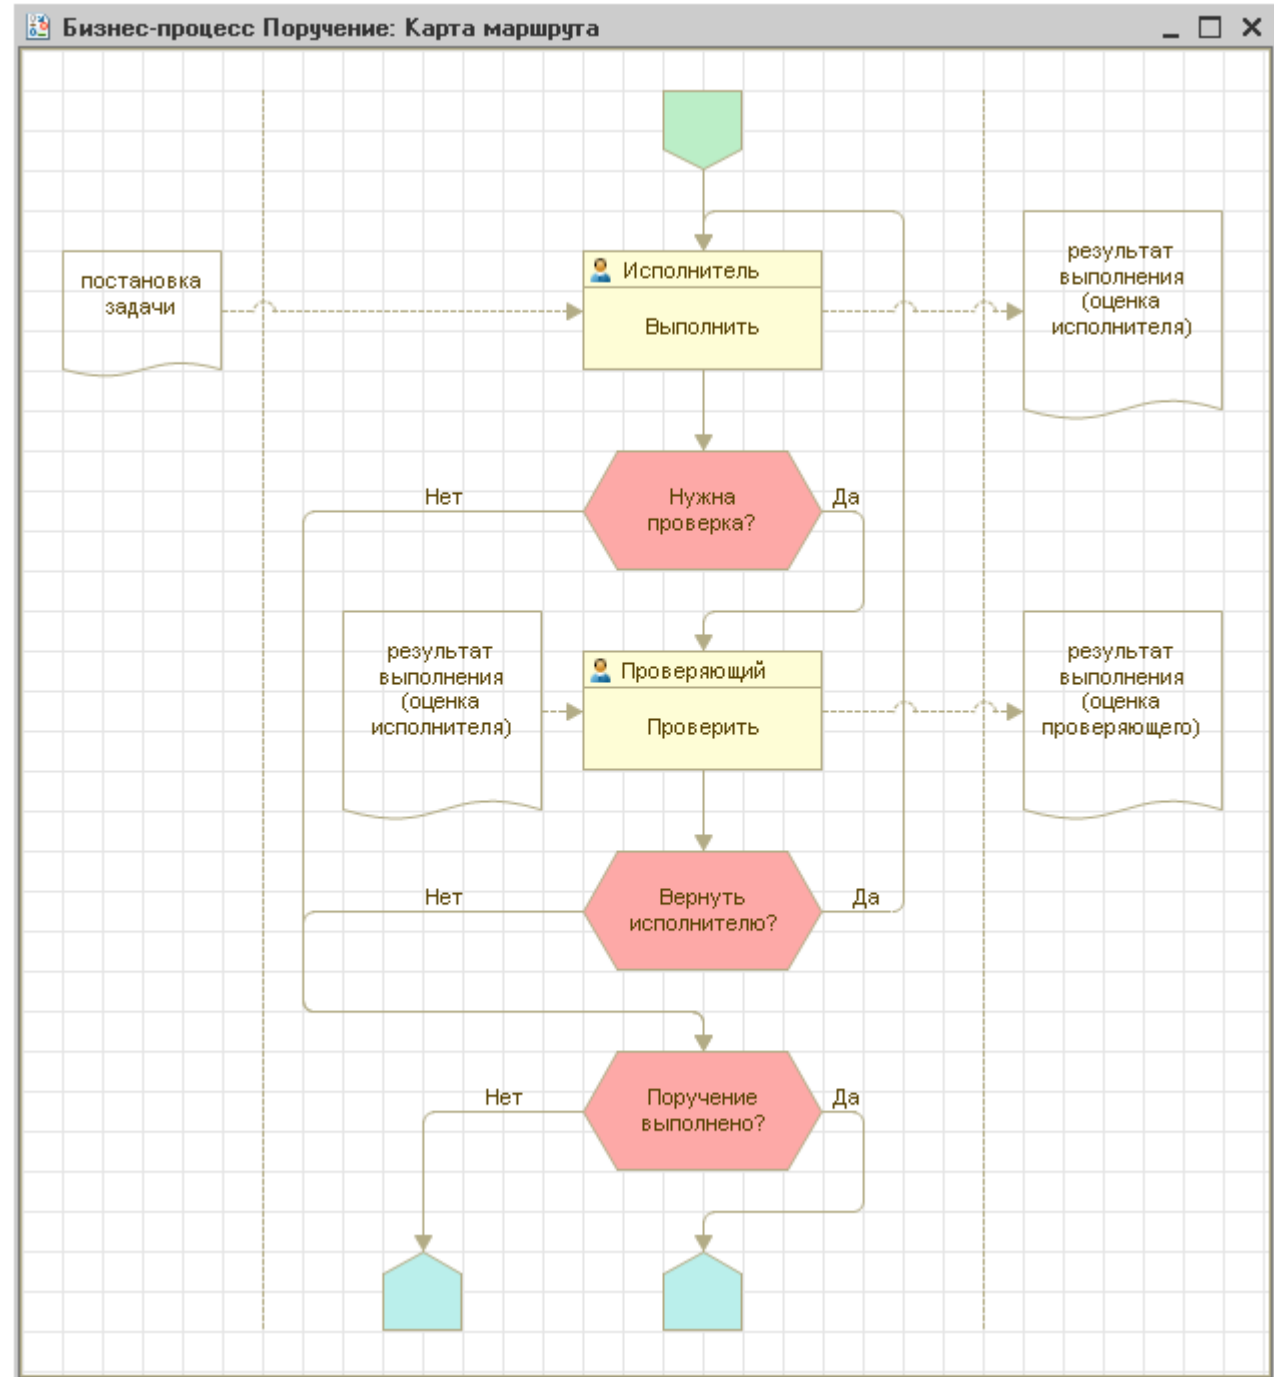 Бизнес-процесс Поручение: Карта маршрута
постановка
задачи
Исполнитель
Выполнить
результат
выполнения
(оценка
исполнителя)
Нет
Нужна
проверка?
Да
результат
выполнения
(оценка
исполнителя)
Проверяющий
Проверить
результат
выполнения
(оценка
проверяющего)
Нет
Вернуть
исполнителю?
Да
Нет
Поручение
выполнено?
Да